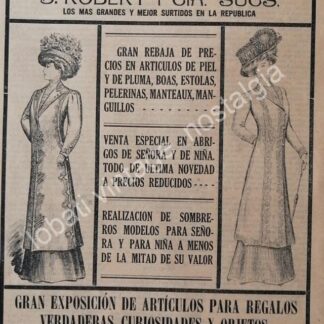 S. ROBERT Y CIA. SUCS.
LOS MAS GRANDES Y MEJOR SURTIDOS EN LA REPUBLICA
GRAN REBAJA DE PRE-
CIOS EN ARTICULOS DE PIEL
Y DE PLUMA, BOAS, ESTOLAS,
PELERINAS, MANTEAUX, MAN-
GUILLOS - - - - - - -
VENTA ESPECIAL EN ABRI-
GOS DE SEÑORA Y DE NIÑA.
TODO DE ULTIMA NOVEDAD
A PRECIOS REDUCIDOS - - -
REALIZACION DE SOMBRE-
ROS MODELOS PARA SEÑO-
RA Y PARA NIÑA A MENOS
DE LA MITAD DE SU VALOR
GRAN EXPOSICIÓN DE ARTÍCULOS PARA REGALOS
VERDADERAS CURIOSIDADES Y OBJETOS